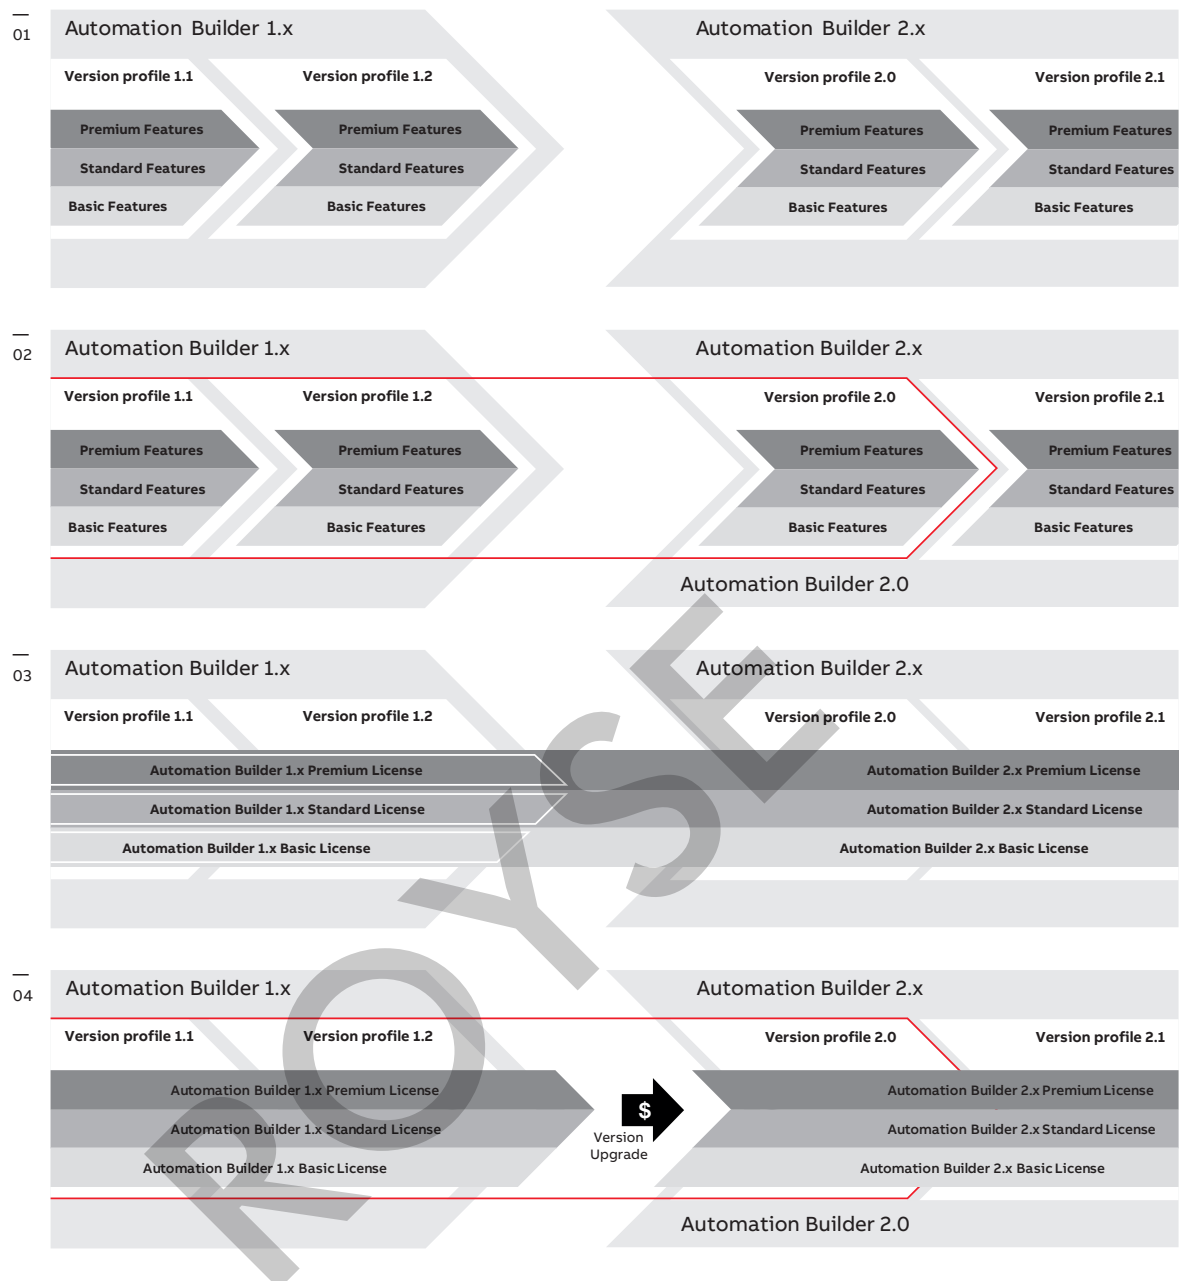 01
Automation Builder 1.x
Automation Builder 2.x
Version profile 1.1
Version profile 1.2
Version profile 2.0
Version profile 2.1
Premium Features
Premium Features
Premium Features
Premium Features
Standard Features
Standard Features
Standard Features
Standard Features
Basic Features
Basic Features
Basic Features
Basic Features
02
Automation Builder 1.x
Automation Builder 2.x
Version profile 1.1
Version profile 1.2
Version profile 2.0
Version profile 2.1
Premium Features
Premium Features
Premium Features
Premium Features
Standard Features
Standard Features
Standard Features
Standard Features
Basic Features
Basic Features
Basic Features
Basic Features
Automation Builder 2.0
03
Automation Builder 1.x
Automation Builder 2.x
Version profile 1.1
Version profile 1.2
Version profile 2.0
Version profile 2.1
Automation Builder 1.x Premium License
Automation Builder 2.x Premium License
Automation Builder 1.x Standard License
Automation Builder 2.x Standard License
Automation Builder 1.x Basic License
Automation Builder 2.x Basic License
04
Automation Builder 1.x
Automation Builder 2.x
Version profile 1.1
Version profile 1.2
Version profile 2.0
Version profile 2.1
Automation Builder 1.x Premium License
Automation Builder 2.x Premium License
$
Automation Builder 1.x Standard License
Version
Upgrade
Automation Builder 2.x Standard License
Automation Builder 1.x Basic License
Automation Builder 2.x Basic License
Automation Builder 2.0
ROYSE